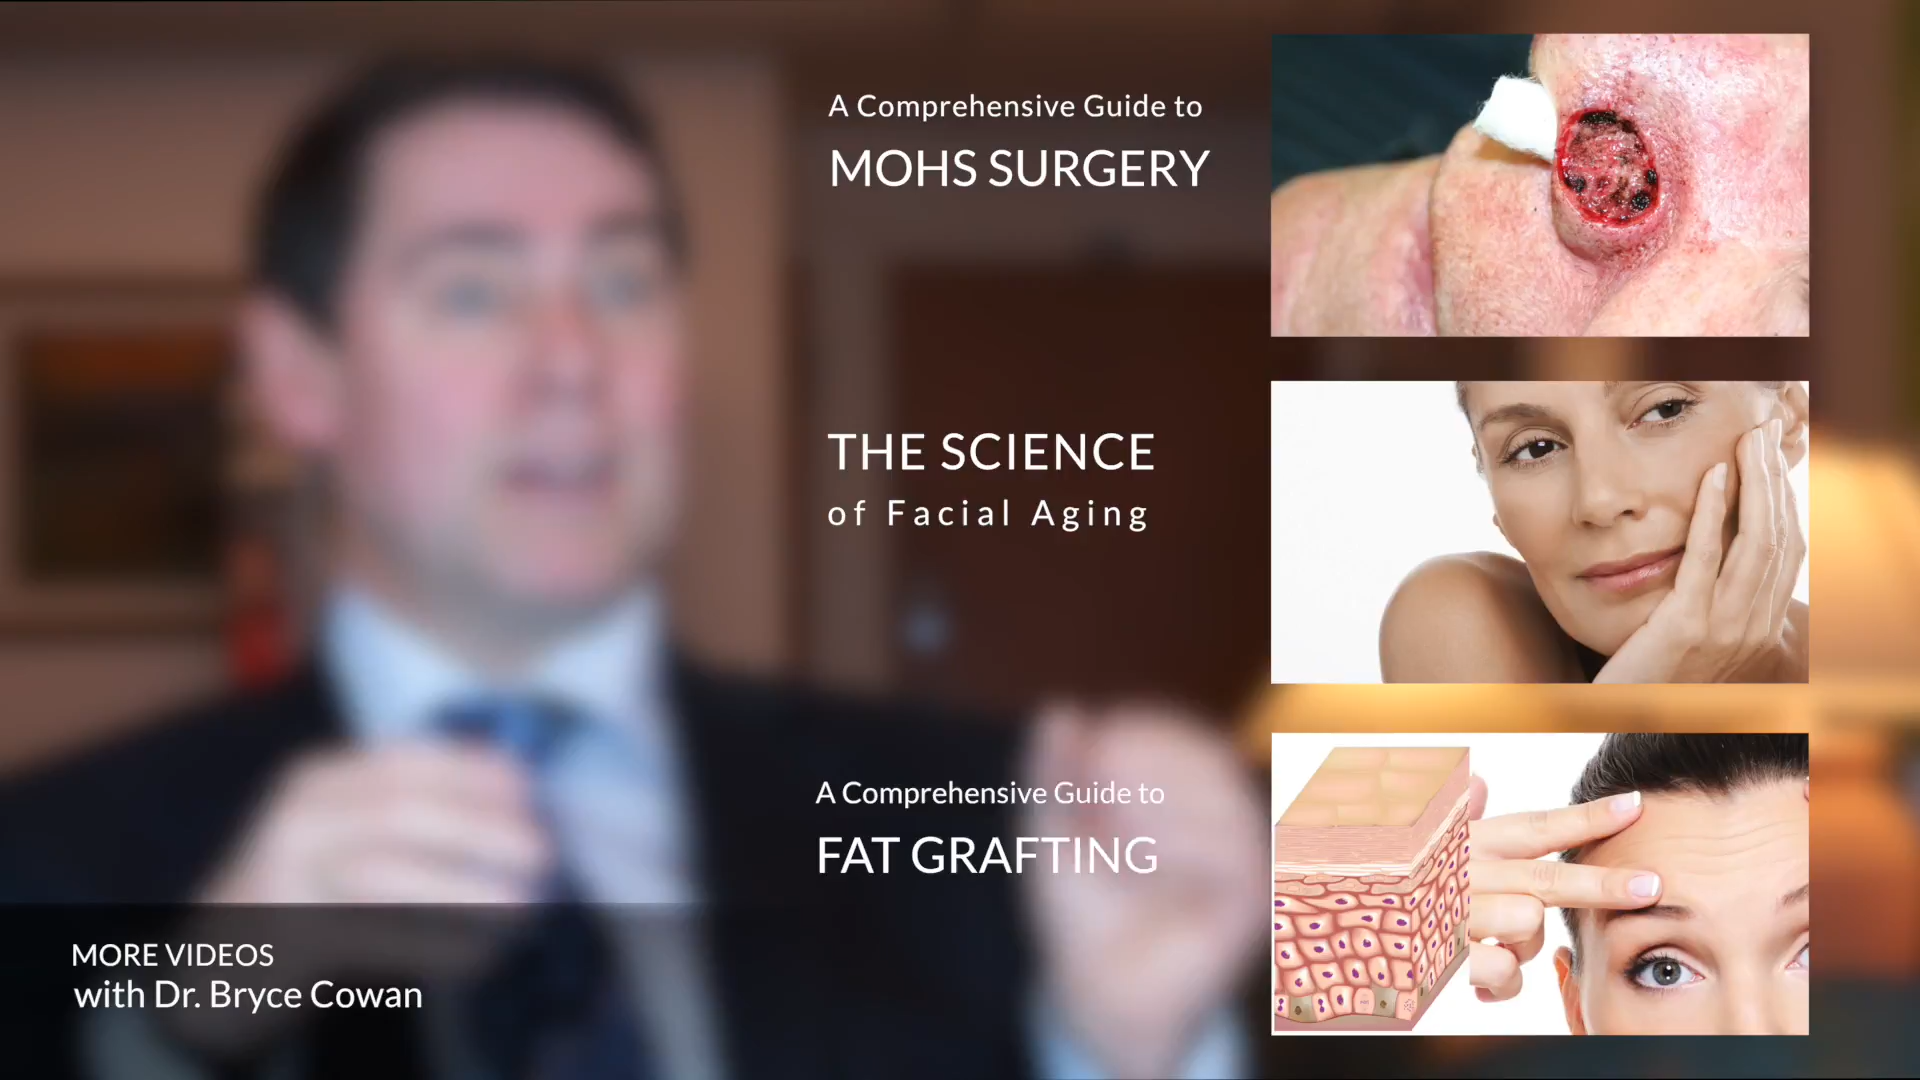 A Comprehensive Guide to
MOHS SURGERY
THE SCIENCE
of Facial Aging
A Comprehensive Guide to
FAT GRAFTING
MORE VIDEOS
with Dr. Bryce Cowan